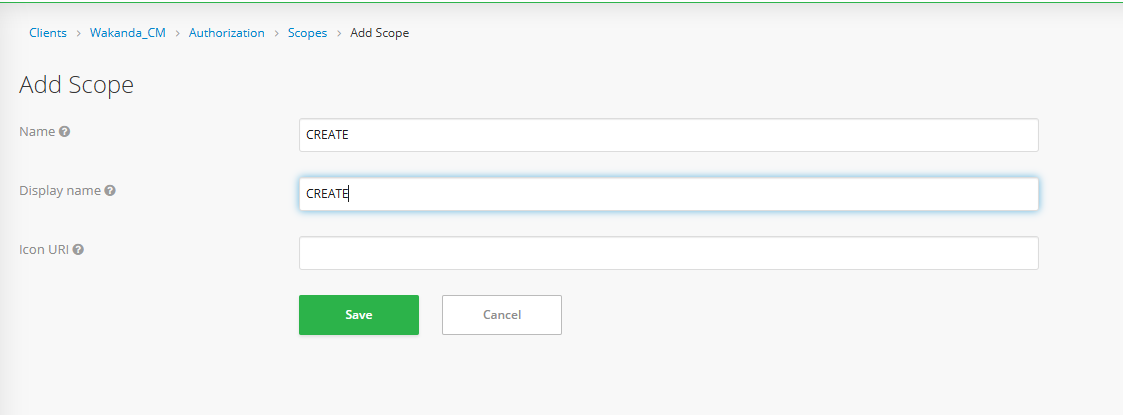 Clients > Wakanda_CM > Authorization > Scopes > Add Scope
Add Scope
Name ?
CREATE
Display name ?
CREATE
Icon URI ?
Save
Cancel